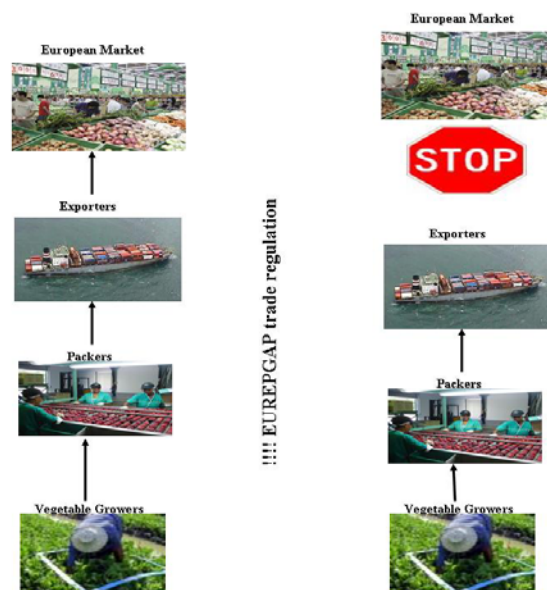 European Market
Exporters
Packers
Vegetable Growers
!!!! EUREPGAP trade regulation
European Market
STOP
Exporters
Packers
Vegetable Growers